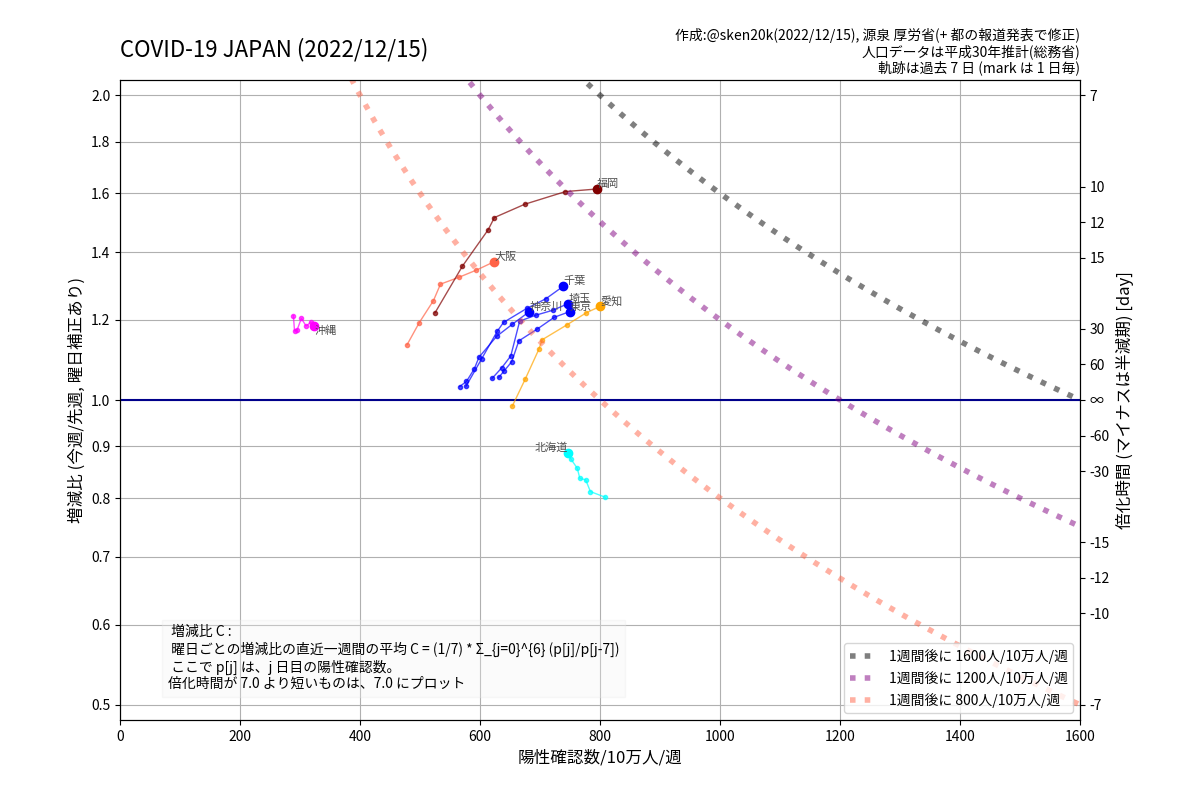 COVID-19 JAPAN (2022/12/15)
作成:@sken20k(2022/12/15), 源泉 厚労省(+ 都の報道発表で修正)
人口データは平成30年推計(総務省)
軌跡は過去 7 日 (mark は 1 日毎)
2.0
1.8
1.6
1.4
1.2
1.0
0.9
0.8
0.7
0.6
0.5
増減比 (今週/先週, 曜日補正あり)
福岡
大阪
千葉
埼玉
愛知
神奈川
東京
沖縄
北海道
7
10
12
15
30
60
∞
-60
-30
-15
-12
-10
-7
倍化時間 (マイナスは半減期) [day]
増減比 C :
曜日ごとの増減比の直近一週間の平均 C = (1/7) * Σ_{j=0}^{6} (p[j]/p[j-7])
ここで p[j] は、j 日目の陽性確認数。
倍化時間が 7.0 より短いものは、7.0 にプロット
1週間後に 1600人/10万人/週
1週間後に 1200人/10万人/週
1週間後に 800人/10万人/週
0 200 400 600 800 1000 1200 1400 1600
陽性確認数/10万人/週